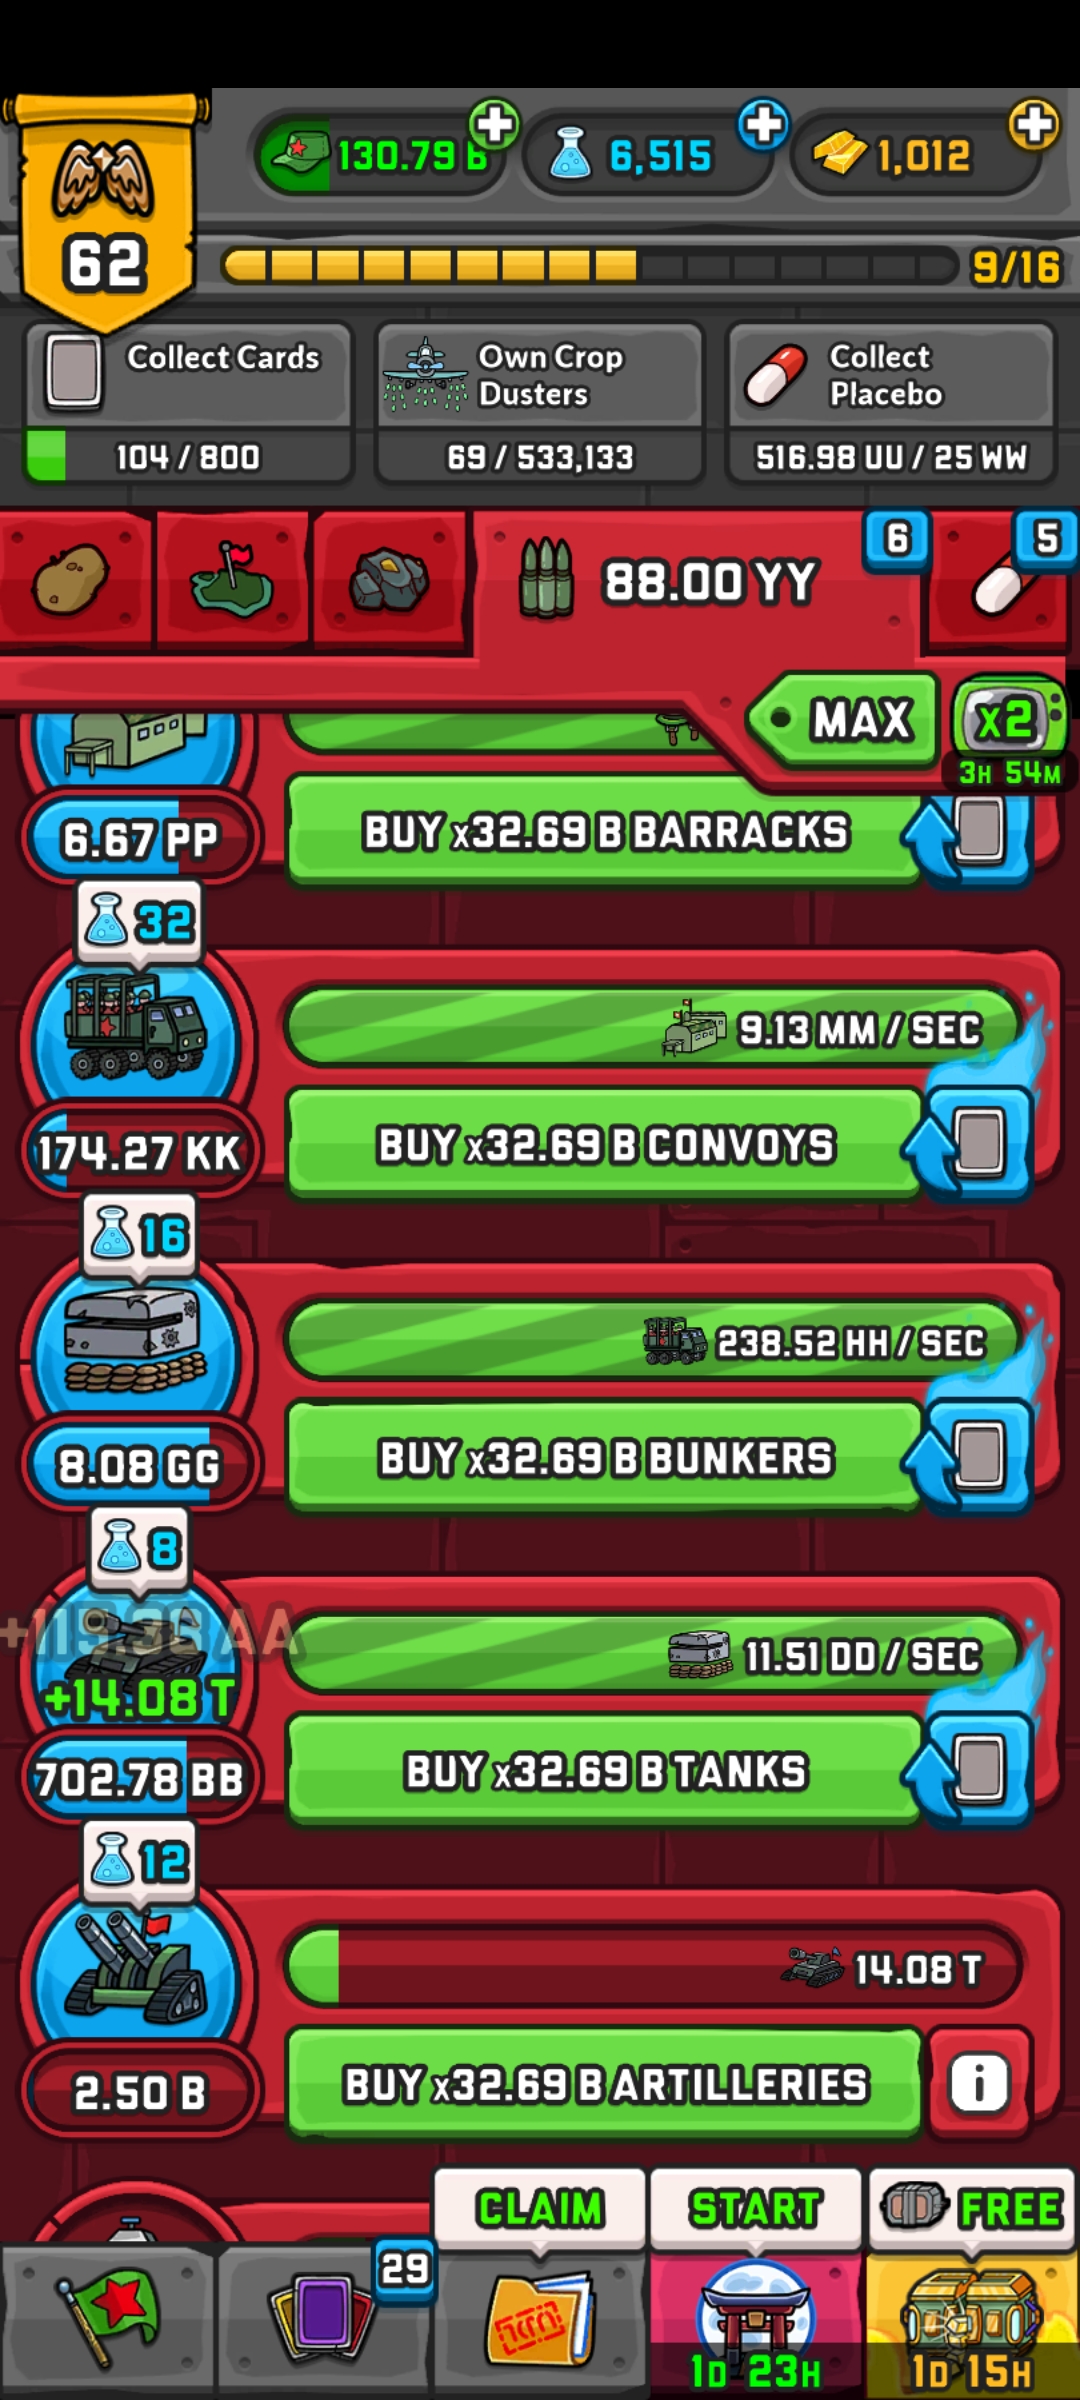 130.79 B
6,515
1,012
62
9/16
Collect Cards
104 / 800
Own Crop
Dusters
69 / 533,133
Collect
Placebo
516.98 UU / 25 WW
88.00 YY
6
5
MAX
x2
3H 54M
6.67 PP
BUY x32.69 B BARRACKS
32
9.13 MM / SEC
174.27 KK
BUY x32.69 B CONVOYS
16
238.52 HH / SEC
8.08 GG
BUY x32.69 B BUNKERS
8
11.51 DD / SEC
+14.08 T
702.78 BB
BUY x32.69 B TANKS
12
14.08 T
2.50 B
BUY x32.69 B ARTILLERIES
i
CLAIM
START
FREE
29
1D 23H
1D 15H